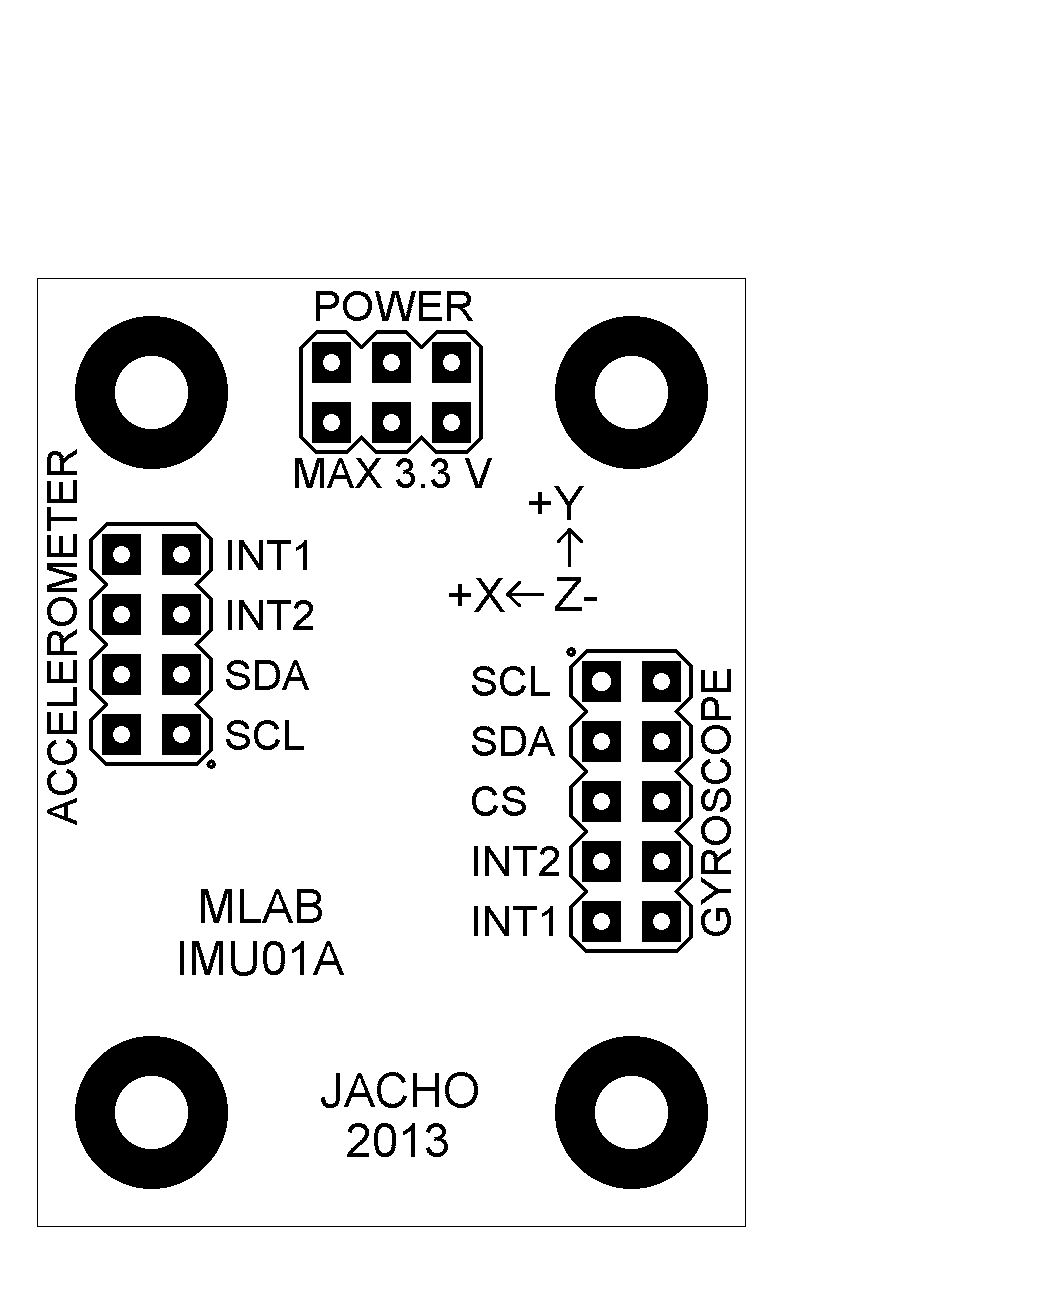 POWER
MAX 3.3 V
ACCELEROMETER
INT1
INT2
SDA
SCL
+Y
+X←Z-
SCL
SDA
CS
INT2
INT1
GYROSCOPE
MLAB
IMU01A
JACHO
2013